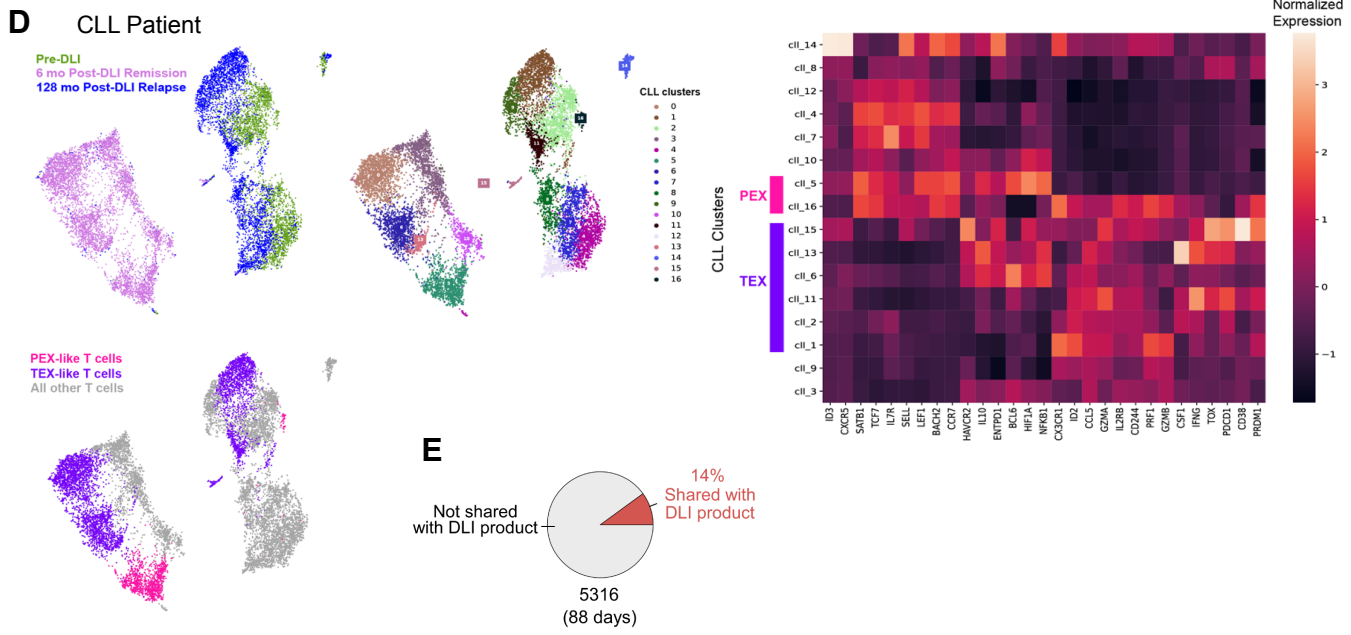 D CLL Patient
Pre-DLI
6 mo Post-DLI Remission
128 mo Post-DLI Relapse
14
16
15
CLL clusters
0
1
2
3
4
5
6
7
8
9
10
11
12
13
14
15
16
PEX-like T cells
TEX-like T cells
All other T cells
Normalized
Expression
3
2
1
0
−1
CLL Clusters
PEX
TEX
cll_14
cll_8
cll_12
cll_4
cll_7
cll_10
cll_5
cll_16
cll_15
cll_13
cll_6
cll_11
cll_2
cll_1
cll_9
cll_3
ID3
CXCR5
SATB1
TCF7
IL7R
SELL
LEF1
BACH2
CCR7
HAVCR2
IL10
ENTPD1
BCL6
HIF1A
NFKB1
CX3CR1
ID2
CCL5
GZMA
IL2RB
CD244
PRF1
GZMB
CSF1
IFNG
TOX
PDCD1
CD38
PRDM1
E
14%
Shared with
DLI product
Not shared
with DLI product
5316
(88 days)